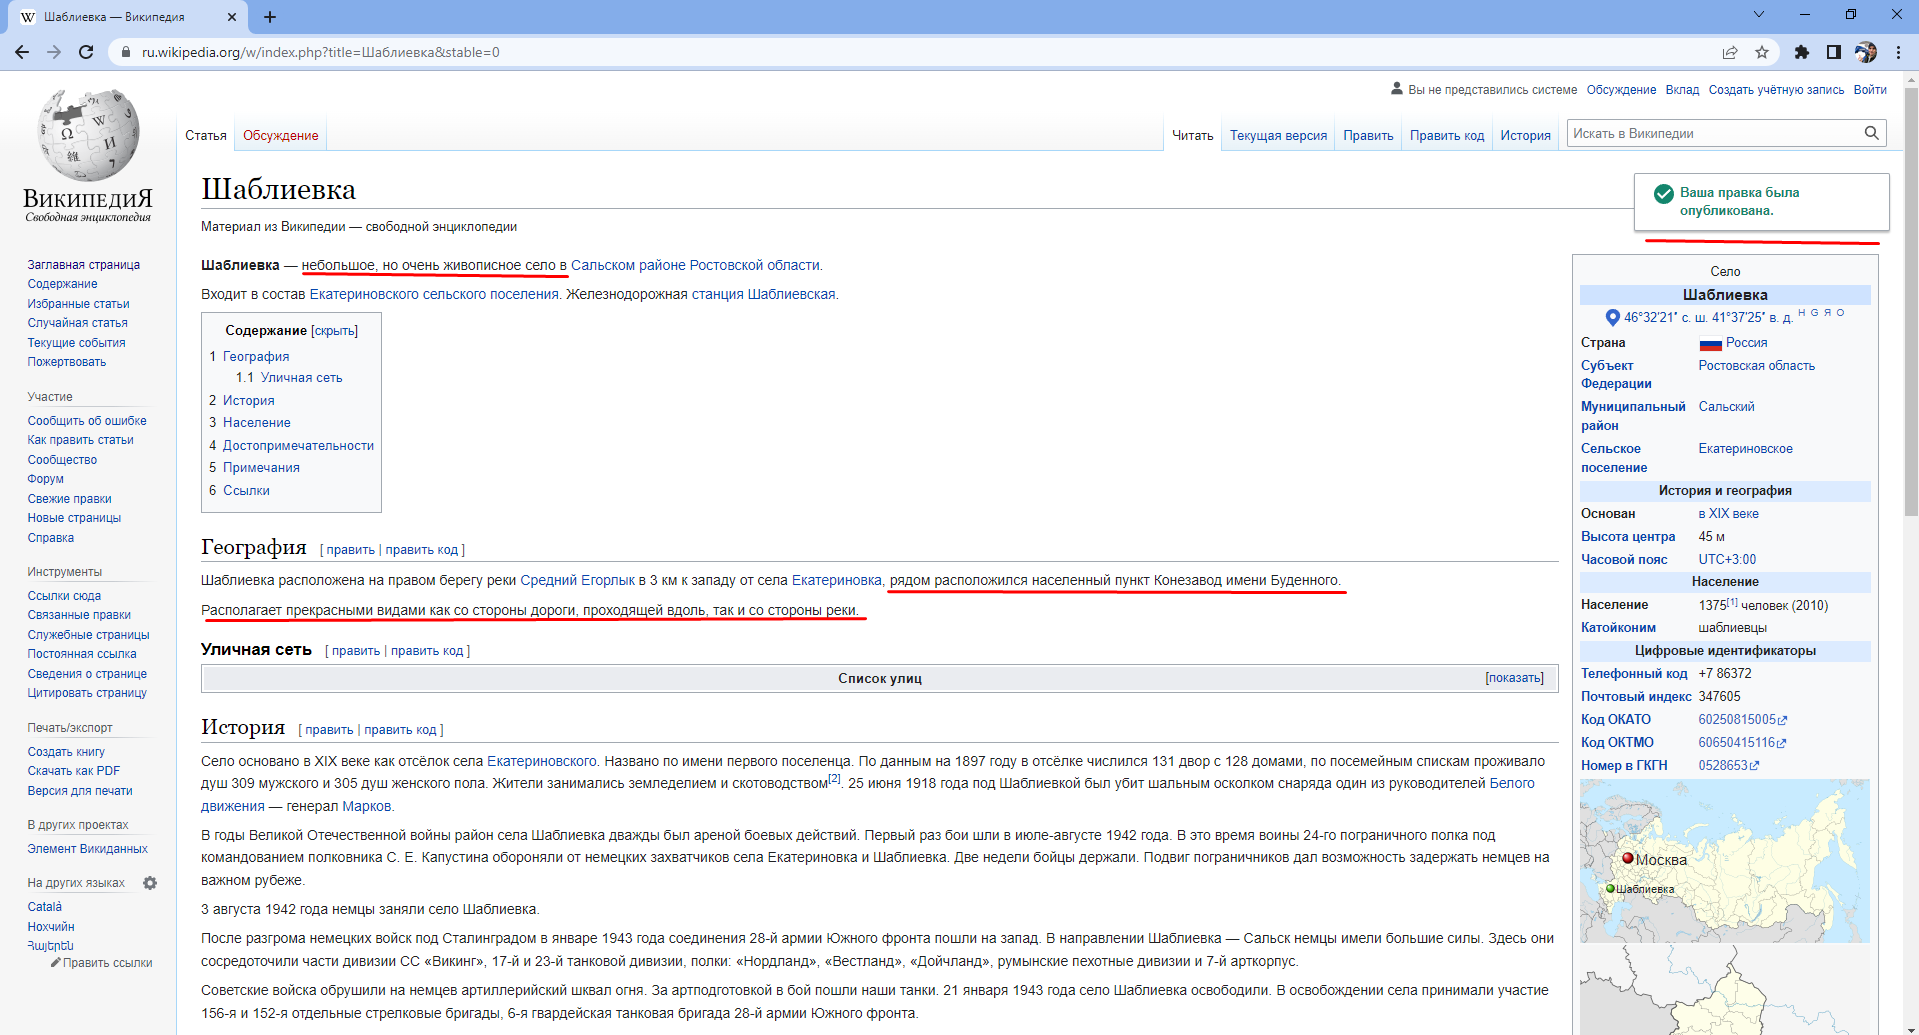 Шаблиевка — Википедия
ru.wikipedia.org/w/index.php?title=Шаблиевка&stable=0
Вы не представились системе Обсуждение Вклад Создать учётную запись Войти
Статья Обсуждение Читать Текущая версия Править Править код История Искать в Википедии
ВикипедиЯ
Свободная энциклопедия
Заглавная страница
Содержание
Избранные статьи
Случайная статья
Текущие события
Пожертвовать
Участие
Сообщить об ошибке
Как править статьи
Сообщество
Форум
Свежие правки
Новые страницы
Справка
Инструменты
Ссылки сюда
Связанные правки
Служебные страницы
Постоянная ссылка
Сведения о странице
Цитировать страницу
Печать/экспорт
Создать книгу
Скачать как PDF
Версия для печати
В других проектах
Элемент Викиданных
На других языках
Català
Нохчийн
Հայերեն
Править ссылки
Шаблиевка
Ваша правка была
опубликована.
Материал из Википедии — свободной энциклопедии
Шаблиевка — небольшое, но очень живописное село в Сальском районе Ростовской области.
Входит в состав Екатериновского сельского поселения. Железнодорожная станция Шаблиевская.
Содержание [скрыть]
1 География
1.1 Уличная сеть
2 История
3 Население
4 Достопримечательности
5 Примечания
6 Ссылки
География [ править | править код ]
Шаблиевка расположена на правом берегу реки Средний Егорлык в 3 км к западу от села Екатериновка, рядом расположился населенный пункт Конезавод имени Буденного.
Располагает прекрасными видами как со стороны дороги, проходящей вдоль, так и со стороны реки.
Уличная сеть [ править | править код ]
Список улиц [показать]
История [ править | править код ]
Село основано в XIX веке как отсёлок села Екатериновского. Названо по имени первого поселенца. По данным на 1897 году в отсёлке числился 131 двор с 128 домами, по посемейным спискам проживало
душ 309 мужского и 305 душ женского пола. Жители занимались земледелием и скотоводством[2]. 25 июня 1918 года под Шаблиевкой был убит шальным осколком снаряда один из руководителей Белого
движения — генерал Марков.
В годы Великой Отечественной войны район села Шаблиевка дважды был ареной боевых действий. Первый раз бои шли в июле-августе 1942 года. В это время воины 24-го пограничного полка под
командованием полковника С. Е. Капустина обороняли от немецких захватчиков села Екатериновка и Шаблиевка. Две недели бойцы держали. Подвиг пограничников дал возможность задержать немцев на
важном рубеже.
3 августа 1942 года немцы заняли село Шаблиевка.
После разгрома немецких войск под Сталинградом в январе 1943 года соединения 28-й армии Южного фронта пошли на запад. В направлении Шаблиевка — Сальск немцы имели большие силы. Здесь они
сосредоточили части дивизии СС «Викинг», 17-й и 23-й танковой дивизии, полки: «Нордланд», «Вестланд», «Дойчланд», румынские пехотные дивизии и 7-й арткорпус.
Советские войска обрушили на немцев артиллерийский шквал огня. За артподготовкой в бой пошли наши танки. 21 января 1943 года село Шаблиевка освободили. В освобождении села принимали участие
156-я и 152-я отдельные стрелковые бригады, 6-я гвардейская танковая бригада 28-й армии Южного фронта.
Село
Шаблиевка
46°32′21″ с. ш. 41°37′25″ в. д. H G Я O
Страна Россия
Субъект Федерации Ростовская область
Муниципальный район Сальский
Сельское поселение Екатериновское
История и география
Основан в XIX веке
Высота центра 45 м
Часовой пояс UTC+3:00
Население
Население 1375[1] человек (2010)
Катойконим шаблиевцы
Цифровые идентификаторы
Телефонный код +7 86372
Почтовый индекс 347605
Код ОКАТО 60250815005
Код ОКТМО 60650415116
Номер в ГКГН 0528653
Москва
Шаблиевка